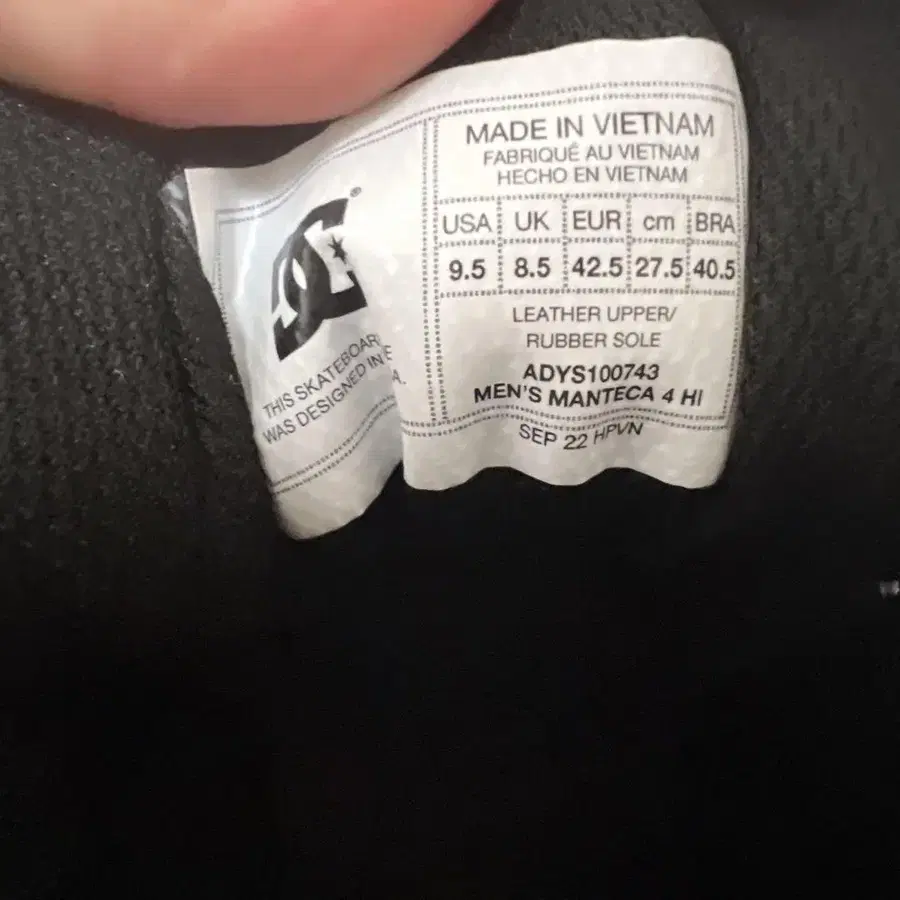 MADE IN VIETNAM
FABRIQUÉ AU VIETNAM
HECHO EN VIETNAM
USA UK EUR cm BRA
9.5 8.5 42.5 27.5 40.5
LEATHER UPPER/
RUBBER SOLE
ADYS100743
MEN'S MANTECA 4 HI
SEP 22 HPVN
DC®
THIS SKATEBOAR
WAS DESIGNED IN